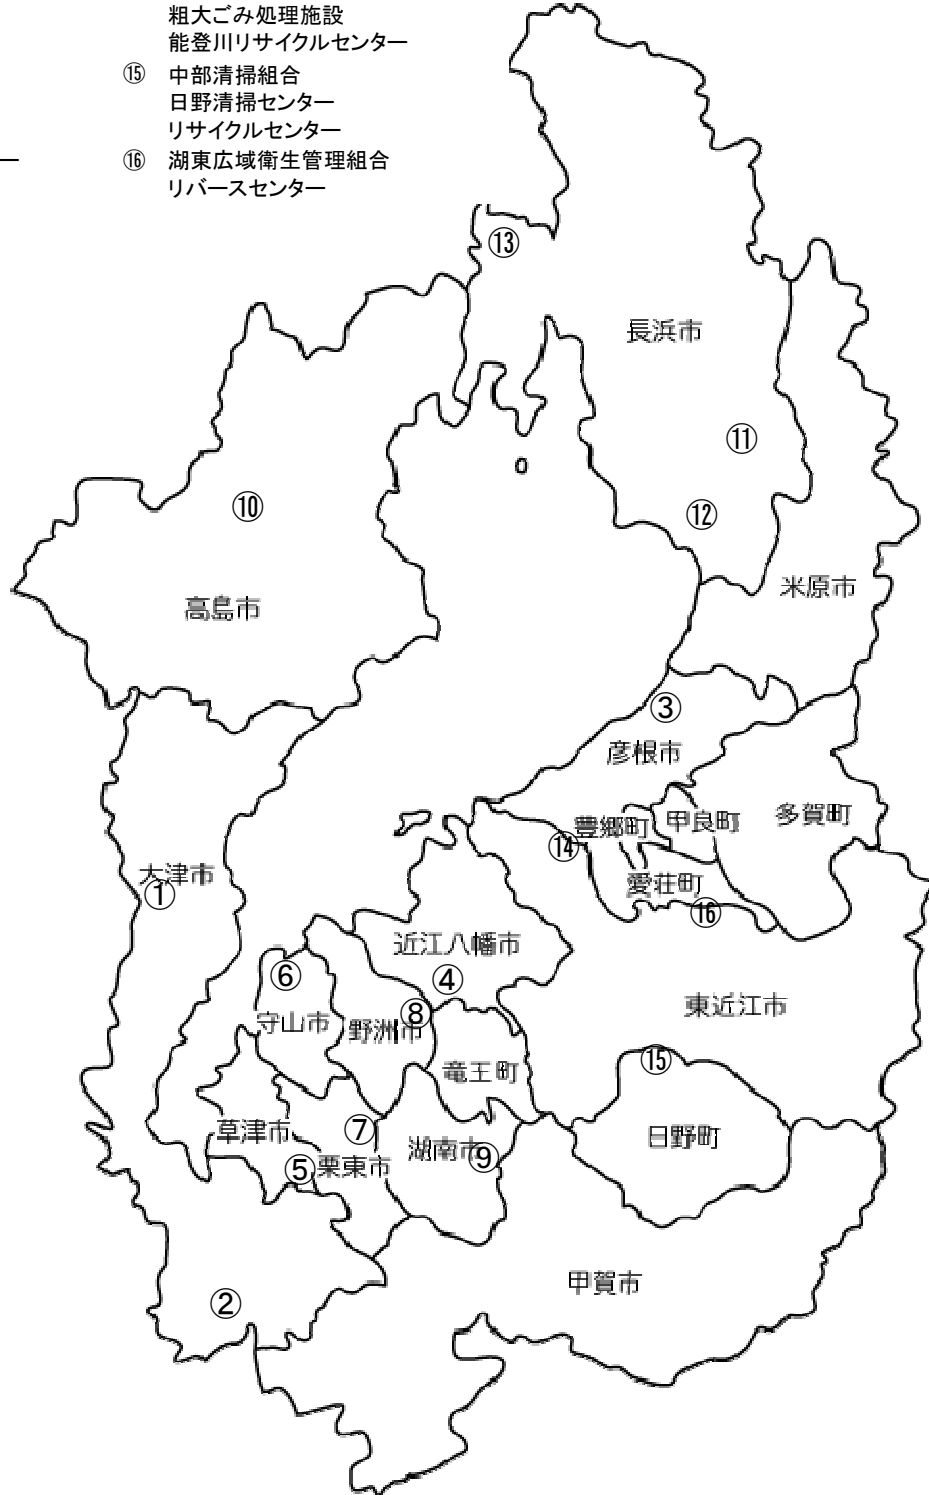 粗大ごみ処理施設
能登川リサイクルセンター
⑮ 中部清掃組合
日野清掃センター
リサイクルセンター
ー
⑯ 湖東広域衛生管理組合
リバースセンター
⑬
長浜市
⑪
⑩
⑫
米原市
高島市
③
彦根市
多賀町
豊郷町
甲良町
⑭
大津市
愛荘町
①
⑯
近江八幡市
⑥
④
東近江市
⑧
守山市
野洲市
⑮
竜王町
⑦
草津市
日野町
湖南市
⑨
⑤
栗東市
甲賀市
②